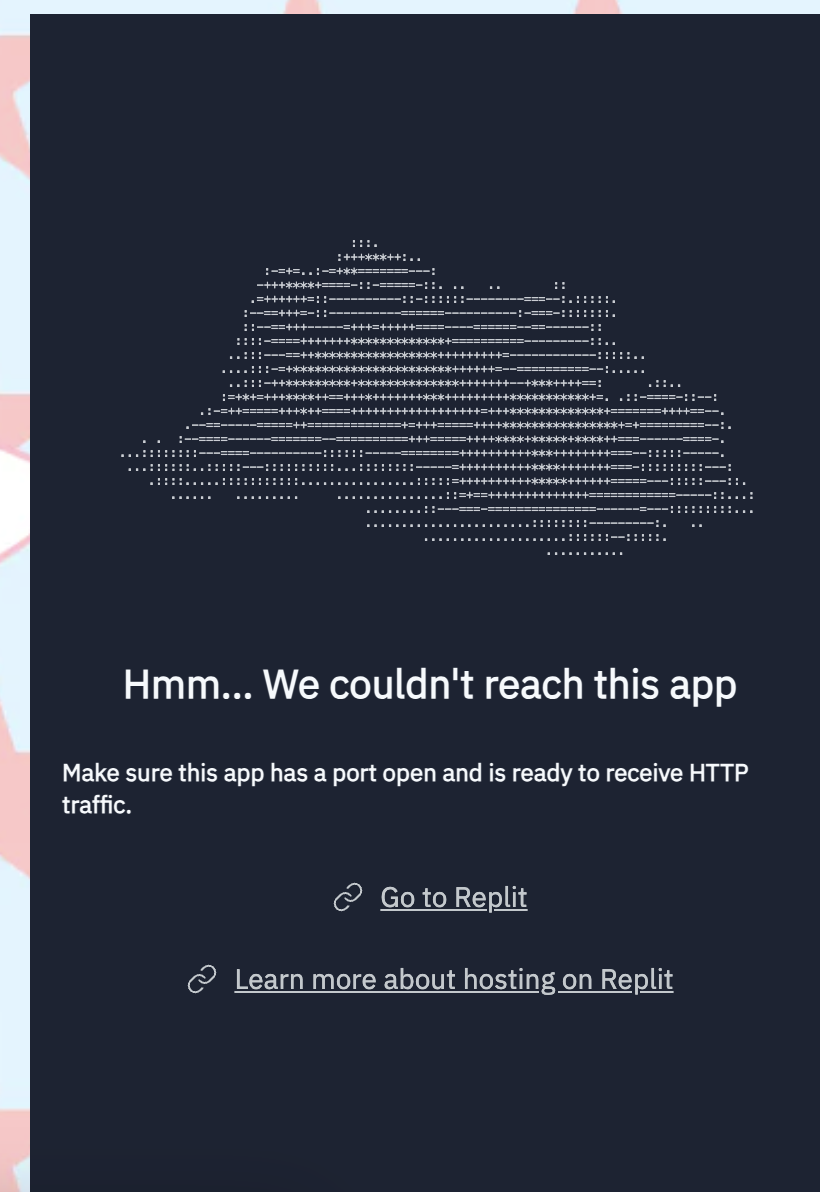 Hmm... We couldn't reach this app
Make sure this app has a port open and is ready to receive HTTP
traffic.
Go to Replit
Learn more about hosting on Replit